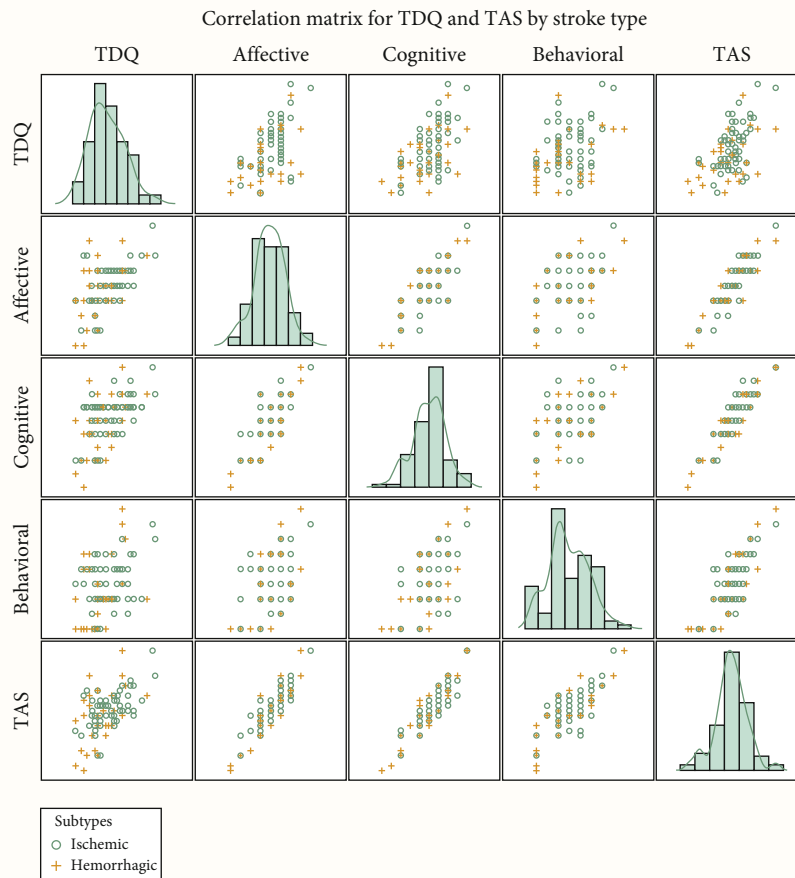 Correlation matrix for TDQ and TAS by stroke type
TDQ Affective Cognitive Behavioral TAS
TDQ
Affective
Cognitive
Behavioral
TAS
Subtypes
Ischemic
Hemorrhagic